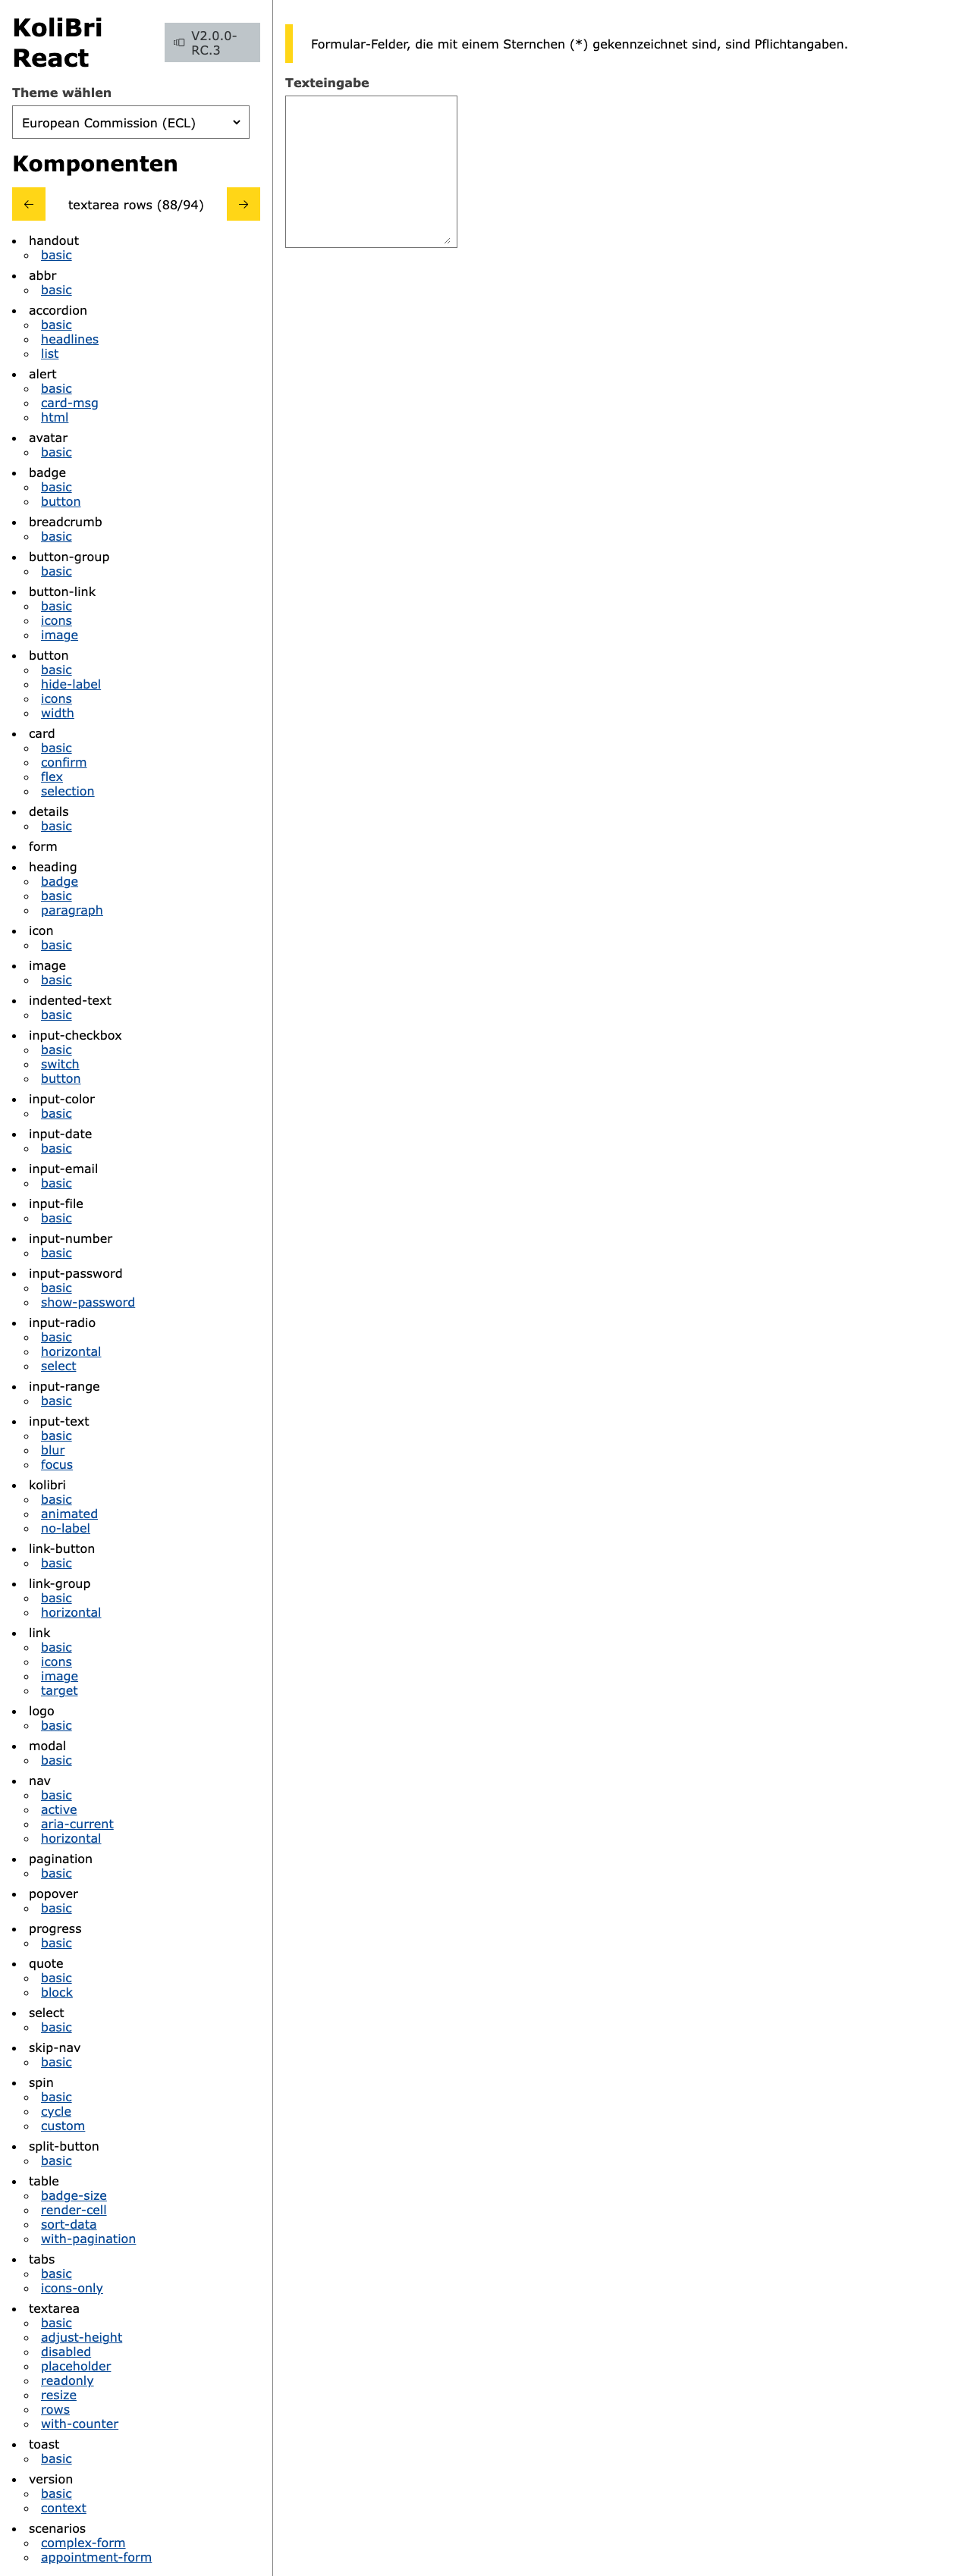 KoliBri
React
V2.0.0-
RC.3
Theme wählen
European Commission (ECL)
Komponenten
textarea rows (88/94)
handout
basic
abbr
basic
accordion
basic
headlines
list
alert
basic
card-msg
html
avatar
basic
badge
basic
button
breadcrumb
basic
button-group
basic
button-link
basic
icons
image
button
basic
hide-label
icons
width
card
basic
confirm
flex
selection
details
basic
form
heading
badge
basic
paragraph
icon
basic
image
basic
indented-text
basic
input-checkbox
basic
switch
button
input-color
basic
input-date
basic
input-email
basic
input-file
basic
input-number
basic
input-password
basic
show-password
input-radio
basic
horizontal
select
input-range
basic
input-text
basic
blur
focus
kolibri
basic
animated
no-label
link-button
basic
link-group
basic
horizontal
link
basic
icons
image
target
logo
basic
modal
basic
nav
basic
active
aria-current
horizontal
pagination
basic
popover
basic
progress
basic
quote
basic
block
select
basic
skip-nav
basic
spin
basic
cycle
custom
split-button
basic
table
badge-size
render-cell
sort-data
with-pagination
tabs
basic
icons-only
textarea
basic
adjust-height
disabled
placeholder
readonly
resize
rows
with-counter
toast
basic
version
basic
context
scenarios
complex-form
appointment-form
Formular-Felder, die mit einem Sternchen (*) gekennzeichnet sind, sind Pflichtangaben.
Texteingabe